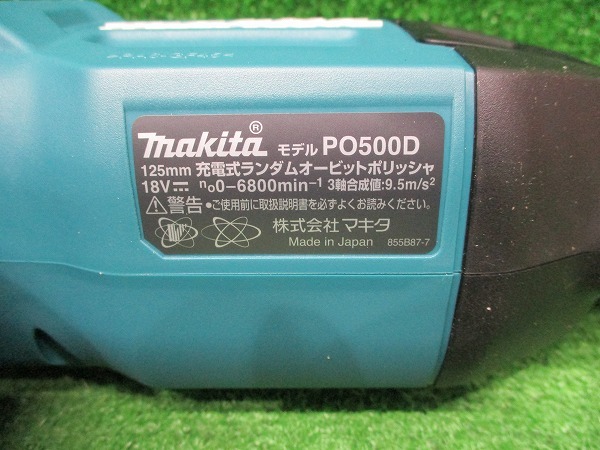 makita® モデル PO500D
125mm 充電式ランダムオービットポリッシャ
18V⎓ n₀0-6800min⁻¹ 3軸合成値:9.5m/s²
⚠警告 •ご使用前に取扱説明書を必ずよくお読みください。
株式会社 マキタ
Made in Japan 855B87-7